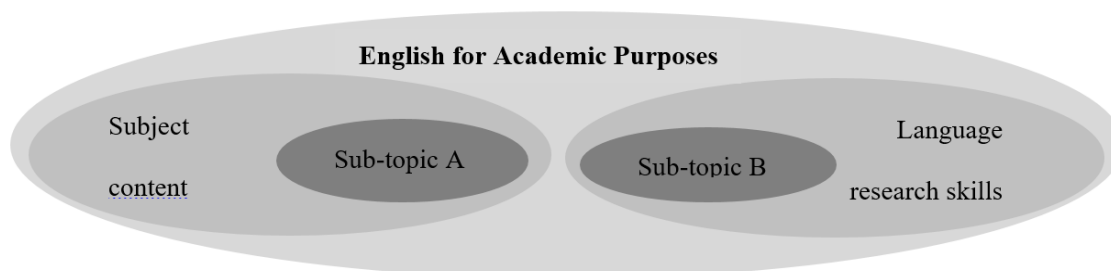 English for Academic Purposes
Subject
content
Sub-topic A
Sub-topic B
Language
research skills